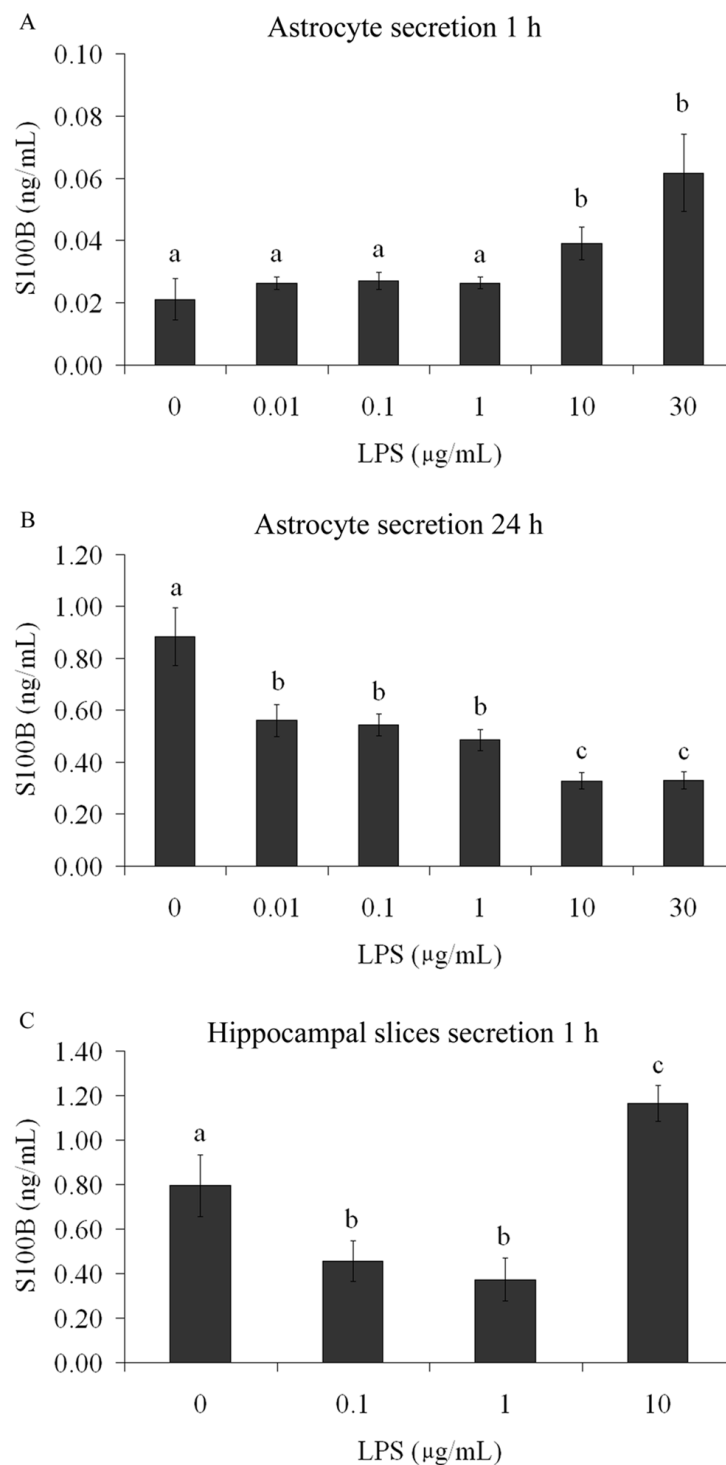 A
Astrocyte secretion 1 h
0.10
0.08
0.06
0.04
0.02
0.00
S100B (ng/mL)
a a a a b b
0 0.01 0.1 1 10 30
LPS (µg/mL)
B
Astrocyte secretion 24 h
1.20
1.00
0.80
0.60
0.40
0.20
0.00
S100B (ng/mL)
a b b b c c
0 0.01 0.1 1 10 30
LPS (µg/mL)
C
Hippocampal slices secretion 1 h
1.40
1.20
1.00
0.80
0.60
0.40
0.20
0.00
S100B (ng/mL)
a b b c
0 0.1 1 10
LPS (µg/mL)